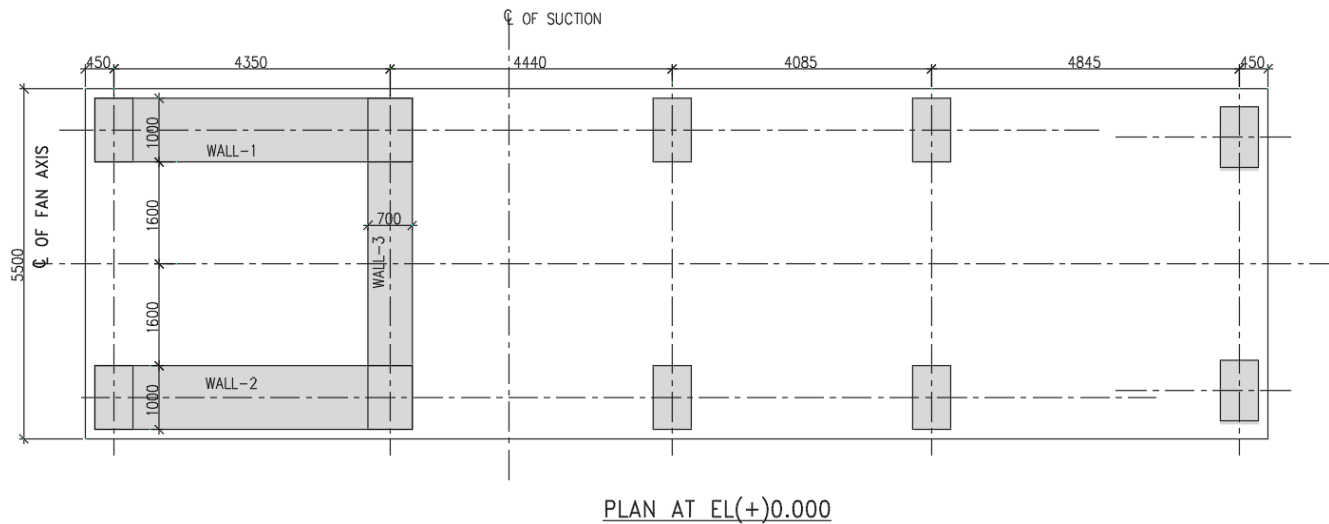 ℄ OF SUCTION
450
4350
4440
4085
4845
450
1000
WALL-1
℄ OF FAN AXIS
1600
700
5500
WALL-3
1600
WALL-2
1000
PLAN AT EL(+)0.000